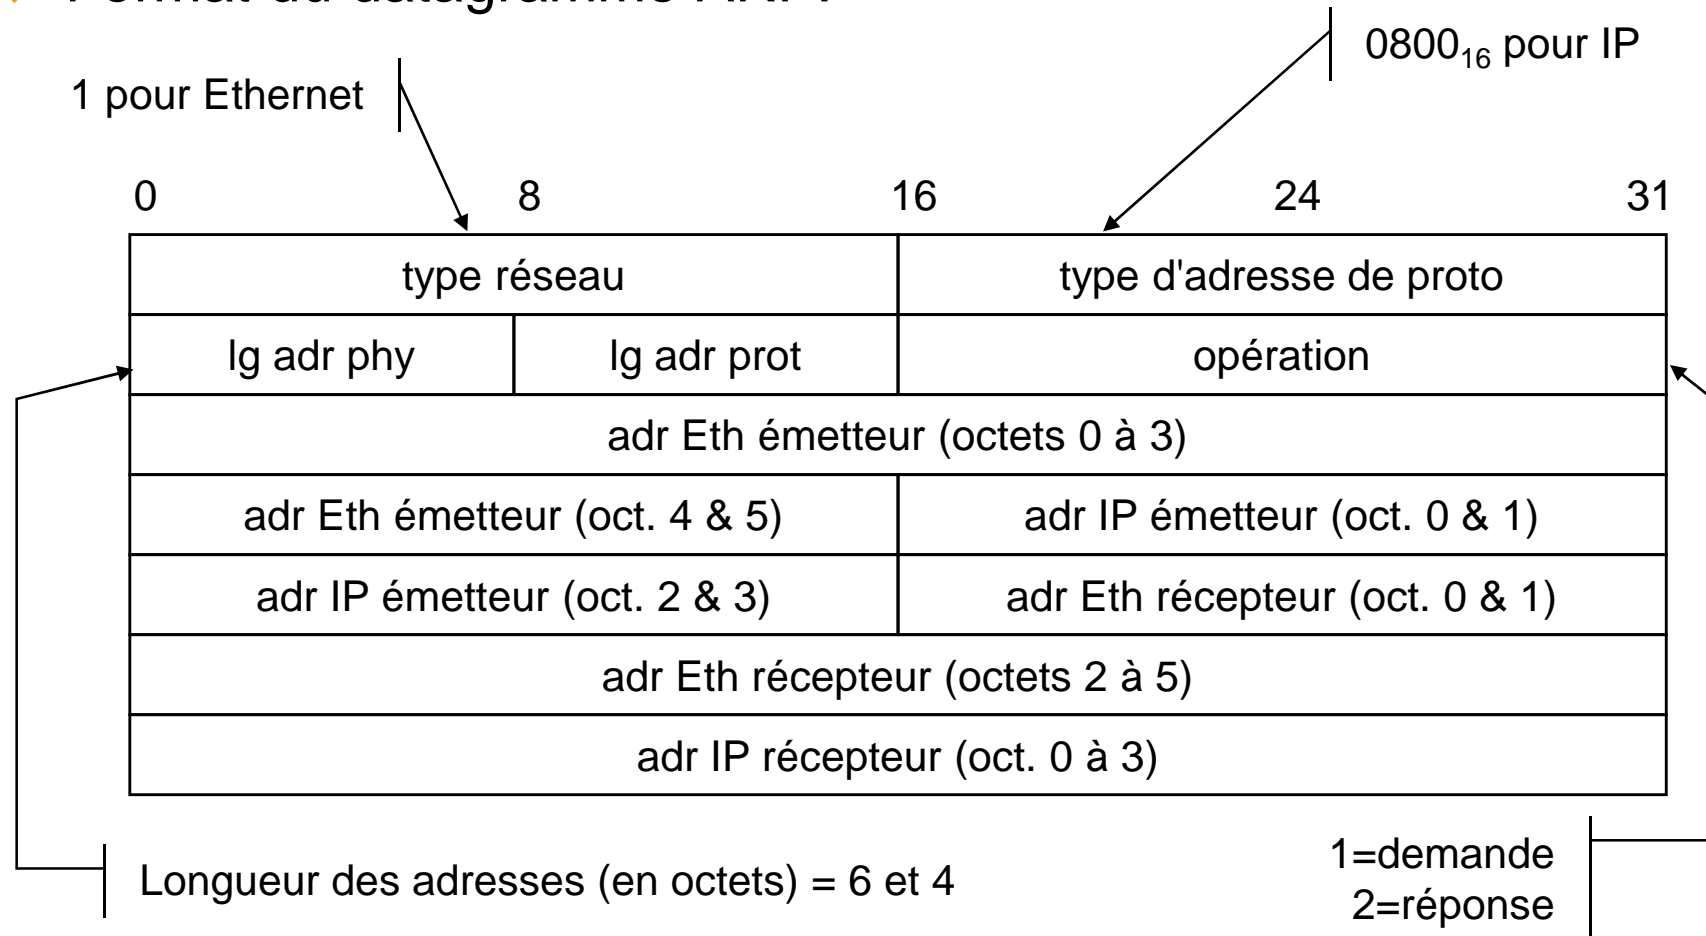 Format du datagramme ARP :
1 pour Ethernet
0800₁₆ pour IP
0 8 16 24 31
type réseau type d'adresse de proto
lg adr phy lg adr prot opération
adr Eth émetteur (octets 0 à 3)
adr Eth émetteur (oct. 4 & 5) adr IP émetteur (oct. 0 & 1)
adr IP émetteur (oct. 2 & 3) adr Eth récepteur (oct. 0 & 1)
adr Eth récepteur (octets 2 à 5)
adr IP récepteur (oct. 0 à 3)
Longueur des adresses (en octets) = 6 et 4
1=demande
2=réponse